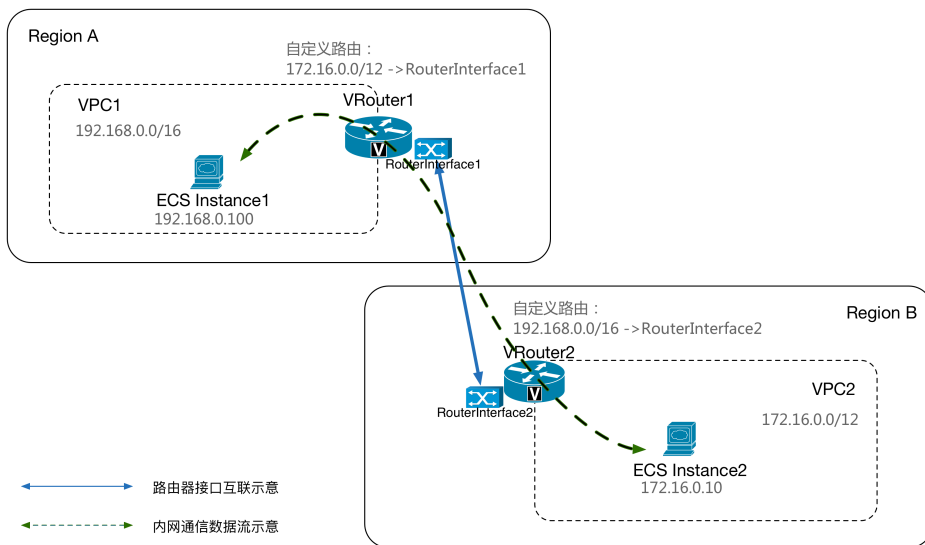 Region A
自定义路由：
172.16.0.0/12 ->RouterInterface1
VPC1
VRouter1
192.168.0.0/16
V
RouterInterface1
ECS Instance1
192.168.0.100
自定义路由：
Region B
192.168.0.0/16 ->RouterInterface2
VRouter2
VPC2
V
RouterInterface2
172.16.0.0/12
ECS Instance2
172.16.0.10
路由器接口互联示意
内网通信数据流示意